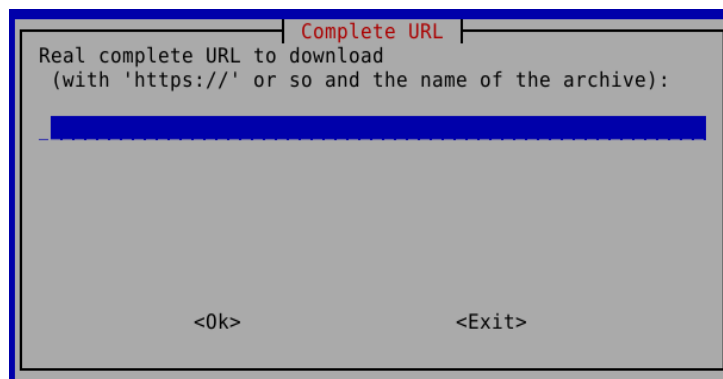 Complete URL
Real complete URL to download
(with 'https://' or so and the name of the archive):
<Ok> <Exit>